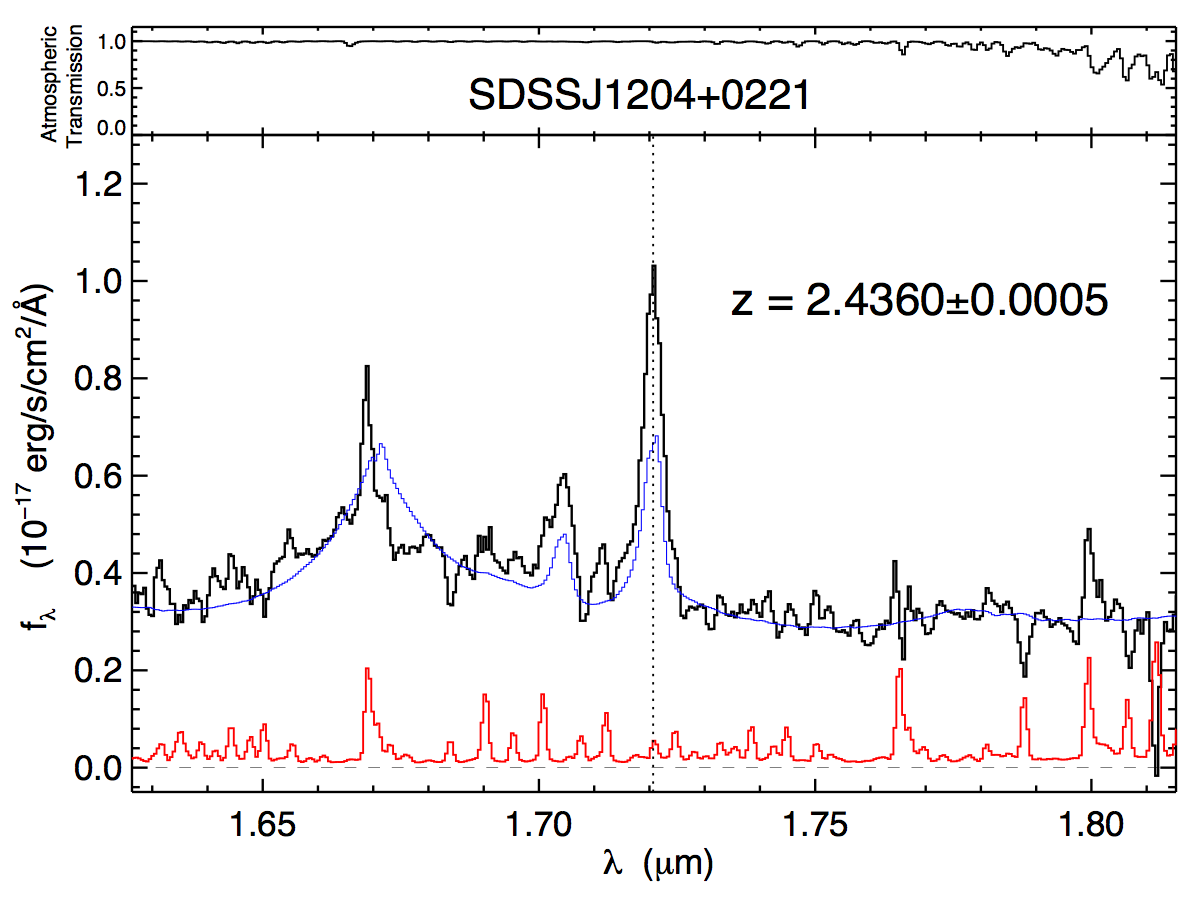 Atmospheric
Transmission
1.0
0.5
0.0
SDSSJ1204+0221
z = 2.4360±0.0005
fλ (10⁻¹⁷ erg/s/cm²/Å)
1.2
1.0
0.8
0.6
0.4
0.2
0.0
1.65 1.70 1.75 1.80
λ (μm)